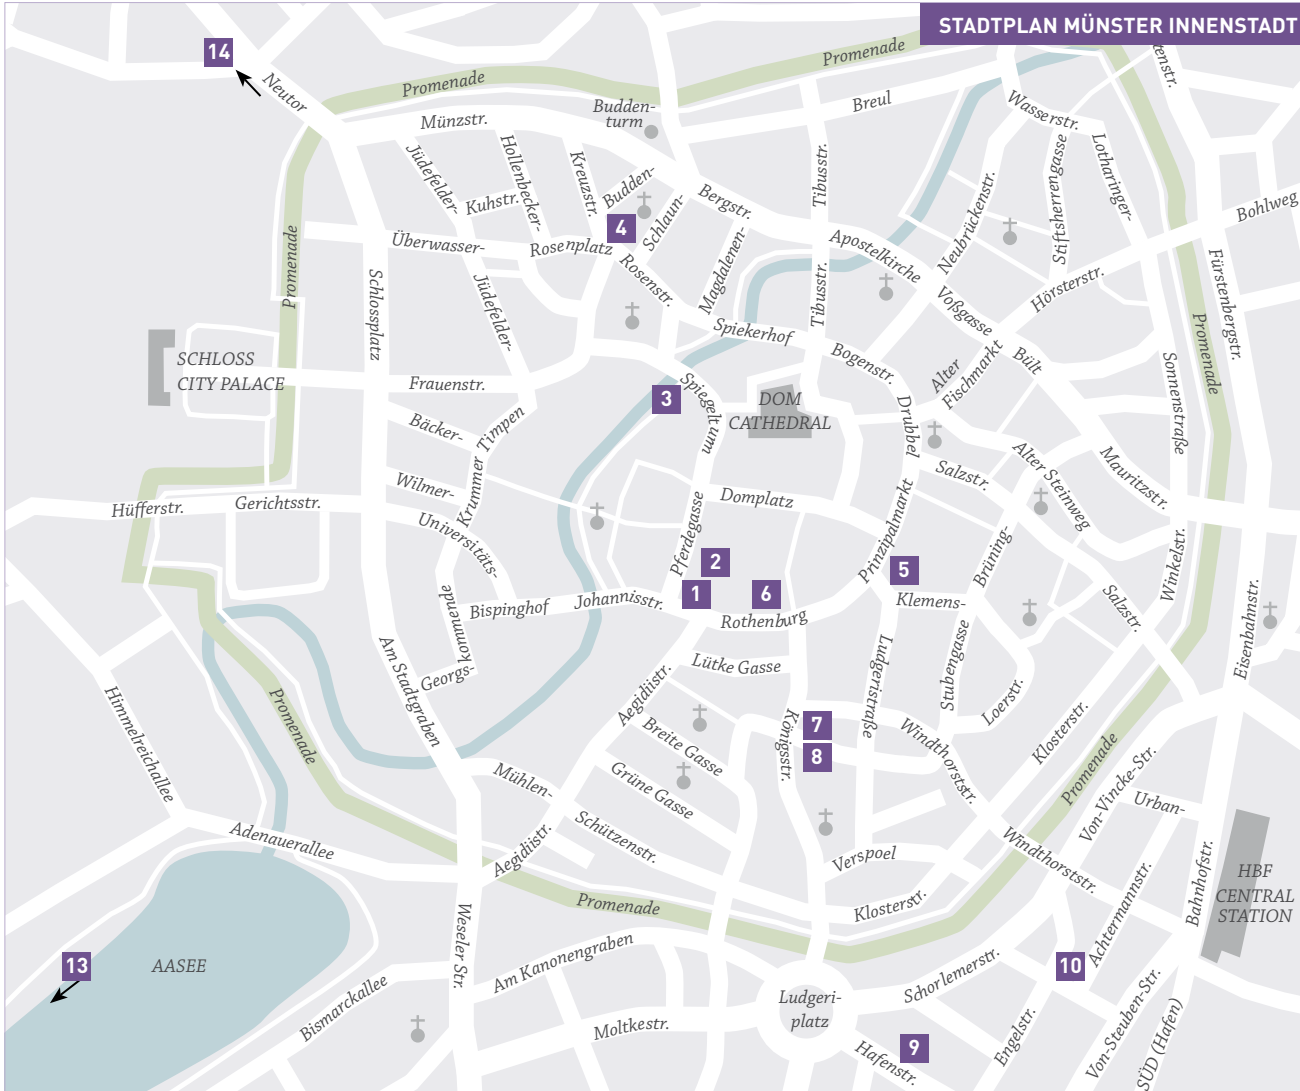 STADTPLAN MÜNSTER INNENSTADT
14
Neutor
Promenade
Promenade
tenstr.
Münzstr.
Budden-
turm
Breul
Wasserstr.
Jüdefelder-
Hollenbecker-
Kreuzstr.
Budden-
Tibusstr.
Stiftsherrengasse
Lotharinger-
Kuhstr.
Schlaun-
Bergstr.
Neubrückenstr.
Bohlweg
4
Überwasser-
Rosenplatz
Rosenstr.
Magdalenen-
Apostelkirche
Promenade
Schlossplatz
Jüdefelder-
Tibusstr.
Hörsterstr.
Fürstenbergstr.
Voßgasse
Spiekerhof
Bogenstr.
Alter
Fischmarkt
Bült
Promenade
SCHLOSS
CITY PALACE
Frauenstr.
3
Spiegelturm
DOM
CATHEDRAL
Drubbel
Sonnenstraße
Bäcker-
Krummer Timpen
Salzstr.
Alter Steinweg
Mauritzstr.
Wilmer-
Domplatz
Hüfferstr.
Gerichtsstr.
Universitäts-
Pferdegasse
Prinzipalmarkt
Brüning-
Winkelstr.
2
5
1
6
Georgs-
kommende
Bispinghof
Johannisstr.
Rothenburg
Klemens-
Salzstr.
Eisenbahnstr.
Am Stadtgraben
Lütke Gasse
Ludgeristraße
Stubengasse
Loerstr.
Himmelreichallee
Promenade
Aegidiistr.
Breite Gasse
Königsstr.
7
8
Windthorststr.
Klosterstr.
Promenade
Von-Vincke-Str.
Mühlen-
Grüne Gasse
Urban-
Adenauerallee
Aegidiistr.
Schützenstr.
Verspoel
Windthorststr.
Bahnhofstr.
HBF
CENTRAL
STATION
Promenade
Klosterstr.
Achtermannstr.
Weseler Str.
13
AASEE
Am Kanonengraben
Schorlemerstr.
10
Bismarckallee
Moltkestr.
Ludgeri-
platz
9
Hafenstr.
Engelstr.
Von-Steuben-Str.
SÜD (Hafen)